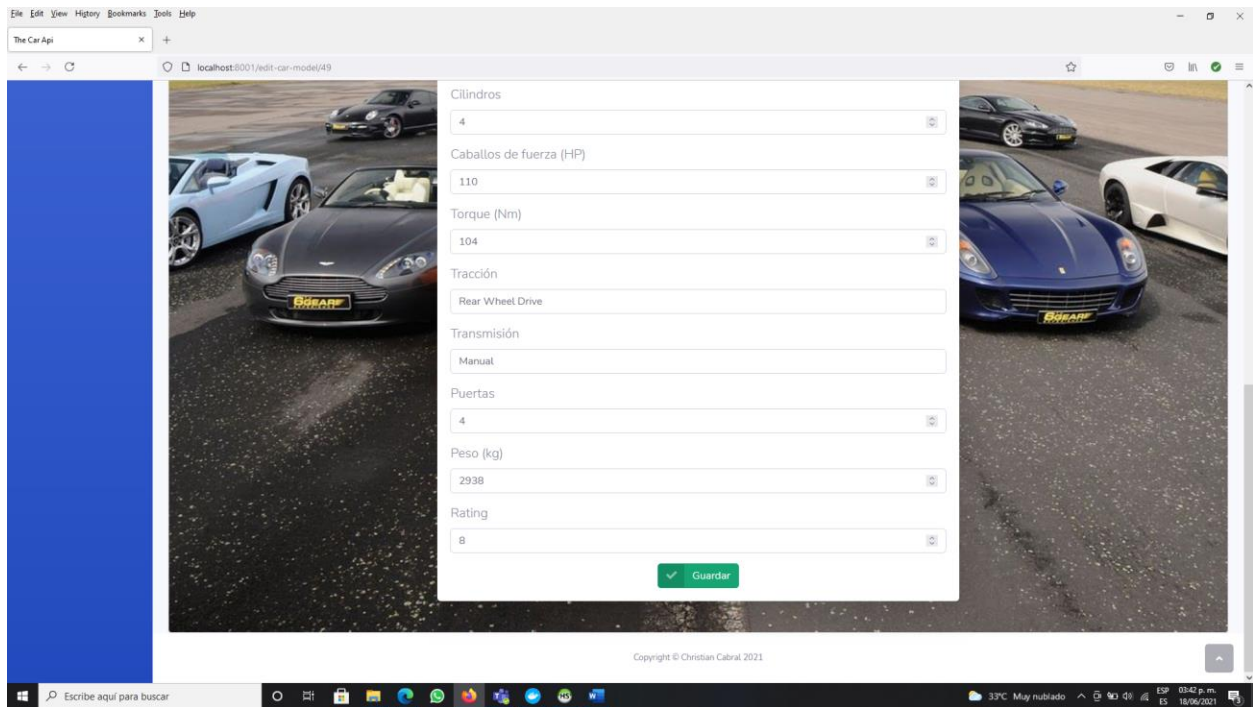 File Edit View History Bookmarks Tools Help
The Car Api
localhost:8001/edit-car-model/49
Cilindros
4
Caballos de fuerza (HP)
110
Torque (Nm)
104
Tracción
Rear Wheel Drive
Transmisión
Manual
Puertas
4
Peso (kg)
2938
Rating
8
Guardar
Copyright © Christian Cabral 2021
Escribe aquí para buscar
33°C Muy nublado
ESP 03:42 p. m.
ES 18/06/2021